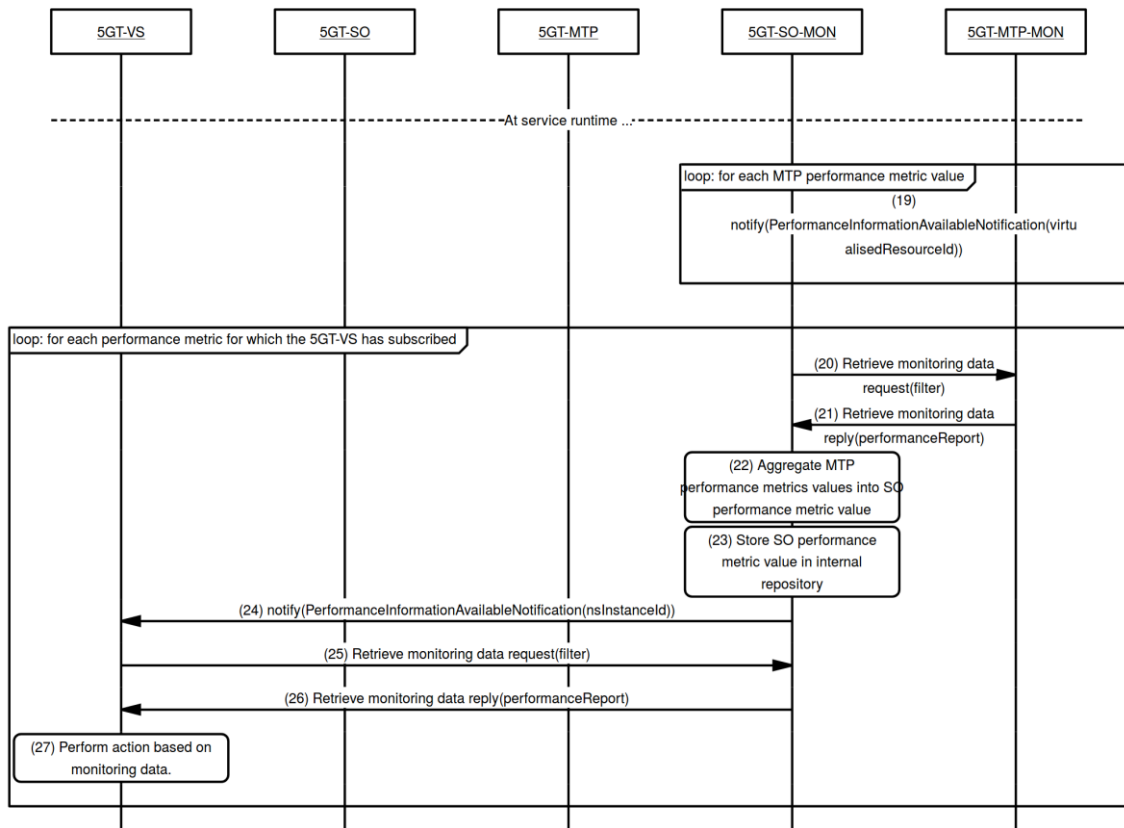 5GT-VS
5GT-SO
5GT-MTP
5GT-SO-MON
5GT-MTP-MON
At service runtime ...
loop: for each MTP performance metric value
(19)
notify(PerformanceInformationAvailableNotification(virtu
alisedResourceId))
loop: for each performance metric for which the 5GT-VS has subscribed
(20) Retrieve monitoring data
request(filter)
(21) Retrieve monitoring data
reply(performanceReport)
(22) Aggregate MTP
performance metrics values into SO
performance metric value
(23) Store SO performance
metric value in internal
repository
(24) notify(PerformanceInformationAvailableNotification(nsInstanceId))
(25) Retrieve monitoring data request(filter)
(26) Retrieve monitoring data reply(performanceReport)
(27) Perform action based on
monitoring data.